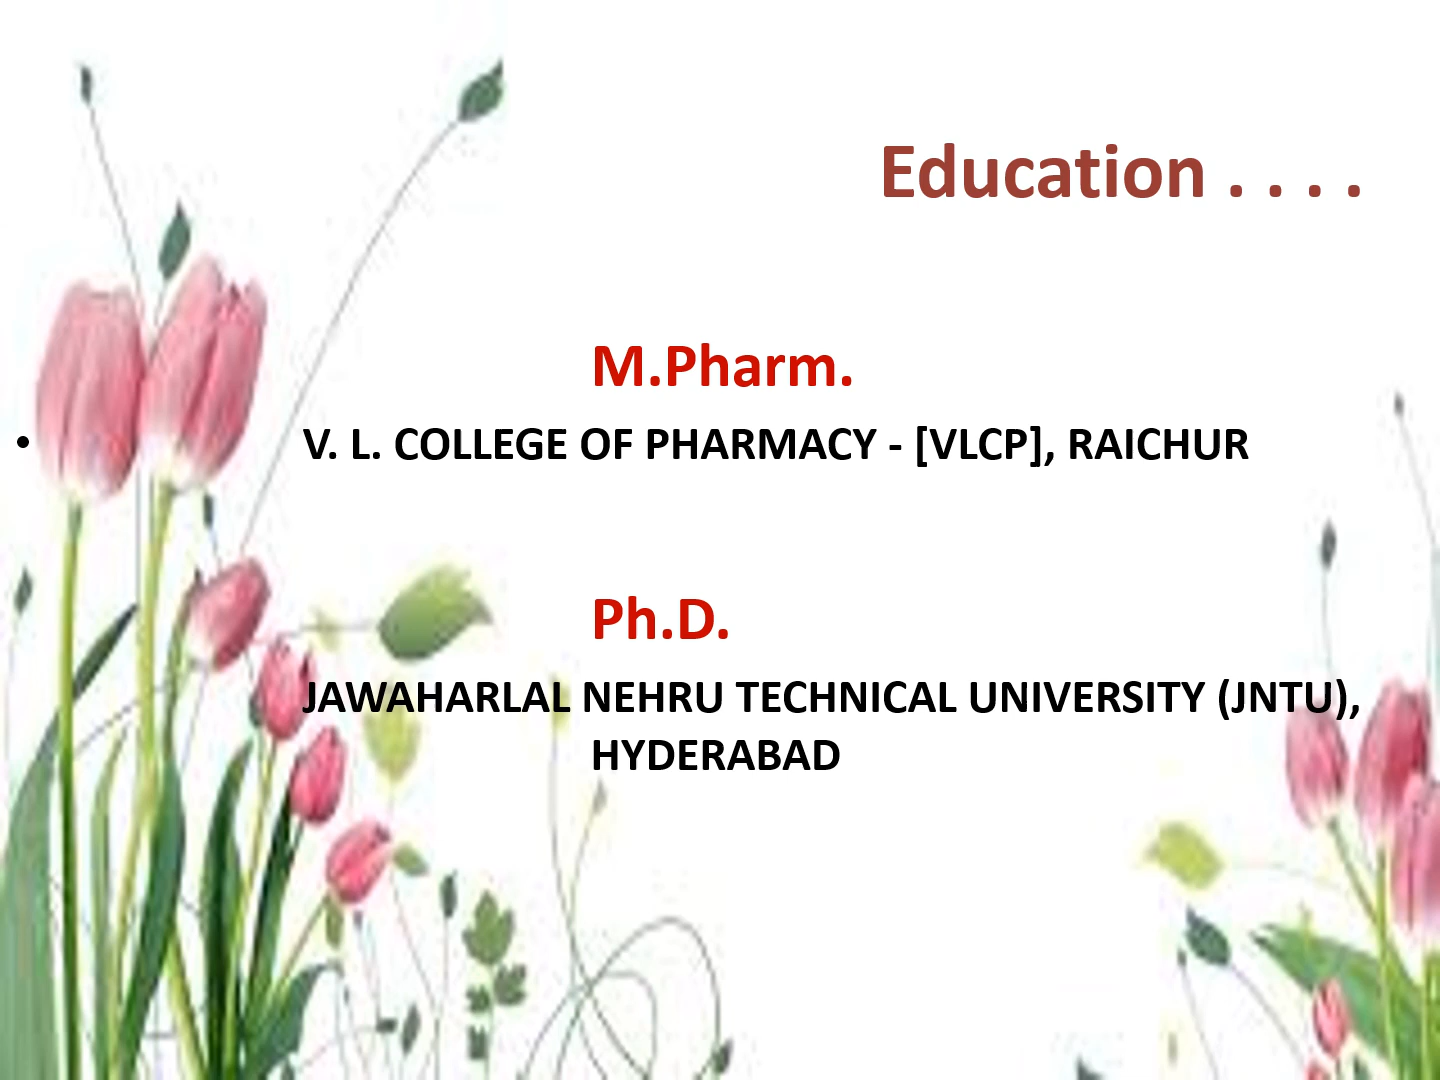 Education . . . .
M.Pharm.
• V. L. COLLEGE OF PHARMACY - [VLCP], RAICHUR
Ph.D.
JAWAHARLAL NEHRU TECHNICAL UNIVERSITY (JNTU),
HYDERABAD